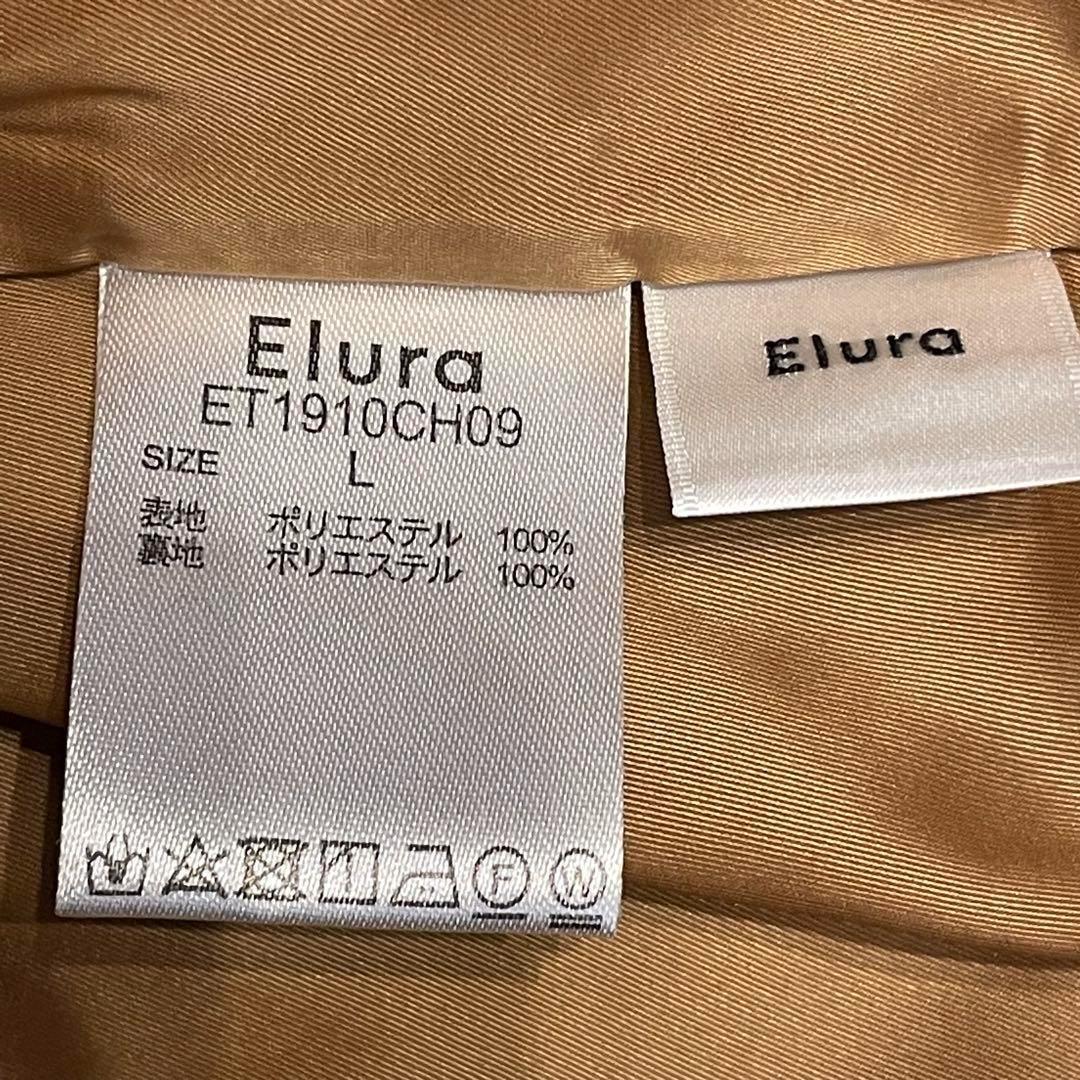 Elura
ET1910CH09
SIZE L
表地 ポリエステル 100%
裏地 ポリエステル 100%
F W
Elura